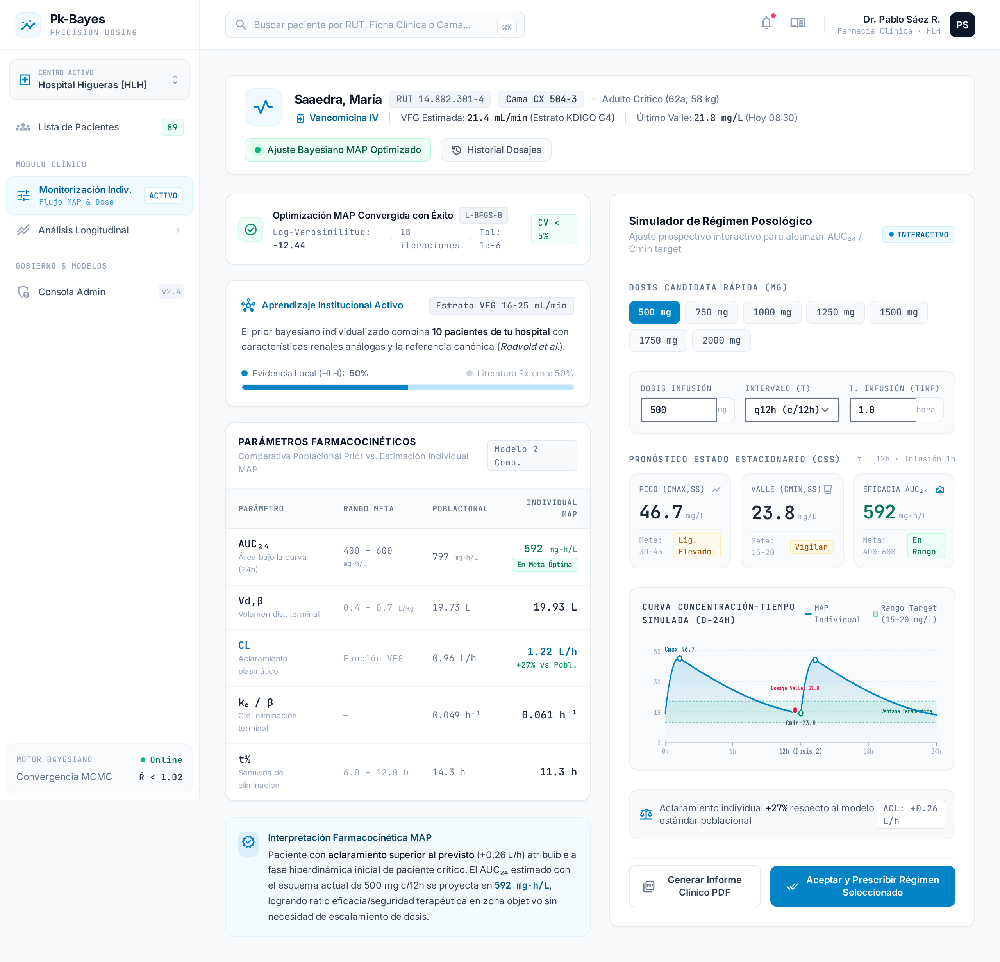 Pk-Bayes
PRECISION DOSING
Buscar paciente por RUT, Ficha Clínica o Cama...
⌘K
Dr. Pablo Sáez R.
Farmacia Clínica · HLH
PS
CENTRO ACTIVO
Hospital Higueras [HLH]
Lista de Pacientes
89
MÓDULO CLÍNICO
Monitorización Indiv.
Flujo MAP & Dose
ACTIVO
Análisis Longitudinal
GOBIERNO & MODELOS
Consola Admin
v2.4
MOTOR BAYESIANO
Online
Convergencia MCMC
R̂ < 1.02
Saaedra, María
RUT 14.882.301-4
Cama CX 504-3
· Adulto Crítico (62a, 58 kg)
Vancomicina IV
VFG Estimada: 21.4 mL/min (Estrato KDIGO G4)
Último Valle: 21.8 mg/L (Hoy 08:30)
Ajuste Bayesiano MAP Optimizado
Historial Dosajes
Optimización MAP Convergida con Éxito
L-BFGS-B
Log-Verosimilitud:
-12.44
·
18
iteraciones
·
Tol:
1e-6
CV <
5%
Aprendizaje Institucional Activo
Estrato VFG 16-25 mL/min
El prior bayesiano individualizado combina 10 pacientes de tu hospital con
características renales análogas y la referencia canónica (Rodvold et al.).
Evidencia Local (HLH): 50%
Literatura Externa: 50%
PARÁMETROS FARMACOCINÉTICOS
Comparativa Poblacional Prior vs. Estimación Individual
MAP
Modelo 2
Comp.
PARÁMETRO
RANGO META
POBLACIONAL
INDIVIDUAL
MAP
AUC₂₄
Área bajo la curva
(24h)
400 – 600
mg·h/L
797 mg·h/L
592 mg·h/L
En Meta Óptima
Vd,β
Volumen dist. terminal
0.4 – 0.7 L/kg
19.73 L
19.93 L
CL
Aclaramiento
plasmático
Función VFG
0.96 L/h
1.22 L/h
+27% vs Pobl.
kₑ / β
Cte. eliminación
terminal
—
0.049 h⁻¹
0.061 h⁻¹
t½
Semivida de
eliminación
6.0 – 12.0 h
14.3 h
11.3 h
Interpretación Farmacocinética MAP
Paciente con aclaramiento superior al previsto (+0.26 L/h) atribuible a
fase hiperdinámica inicial de paciente crítico. El AUC₂₄ estimado con
el esquema actual de 500 mg c/12h se proyecta en 592 mg·h/L,
logrando ratio eficacia/seguridad terapéutica en zona objetivo sin
necesidad de escalamiento de dosis.
Simulador de Régimen Posológico
Ajuste prospectivo interactivo para alcanzar AUC₂₄ /
Cmin target
INTERACTIVO
DOSIS CANDIDATA RÁPIDA (MG)
500 mg
750 mg
1000 mg
1250 mg
1500 mg
1750 mg
2000 mg
DOSIS INFUSIÓN
500
mg
INTERVALO (T)
q12h (c/12h)
T. INFUSIÓN (TINF)
1.0
hora
PRONÓSTICO ESTADO ESTACIONARIO (CSS)
τ = 12h · Infusión 1h
PICO (CMAX,SS)
46.7 mg/L
Meta:
30-45
Lig.
Elevado
VALLE (CMIN,SS)
23.8 mg/L
Meta:
15-20
Vigilar
EFICACIA AUC₂₄
592 mg·h/L
Meta:
400-600
En
Rango
CURVA CONCENTRACIÓN-TIEMPO
SIMULADA (0–24H)
MAP
Individual
Rango Target
(15–20 mg/L)
50
Cmax 46.7
30
Dosaje Valle: 21.8
15
Ventana Terapéutica
Cmin 23.8
0
0h
6h
12h (Dosis 2)
18h
24h
Aclaramiento individual +27% respecto al modelo
estándar poblacional
ΔCL: +0.26
L/h
Generar Informe
Clínico PDF
Aceptar y Prescribir Régimen
Seleccionado